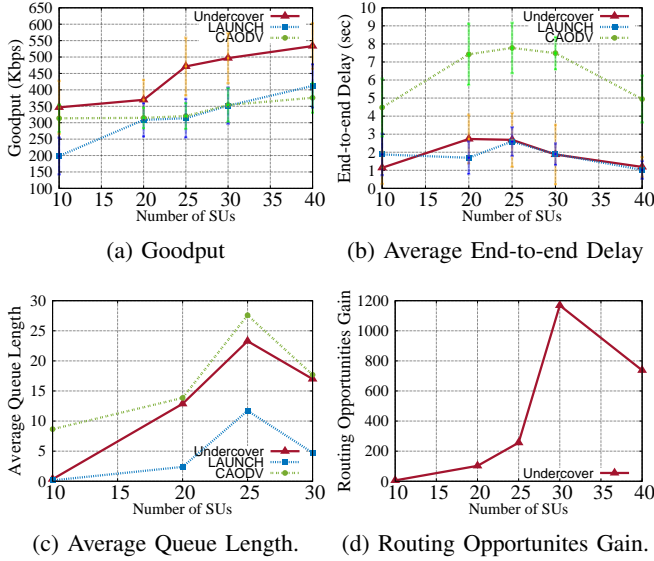 650
600
550
500
450
400
350
300
250
200
150
100
Goodput (Kbps)
Undercover
LAUNCH
CAODV
10 15 20 25 30 35 40
Number of SUs
(a) Goodput
10
9
8
7
6
5
4
3
2
1
0
End-to-end Delay (sec)
Undercover
LAUNCH
CAODV
10 15 20 25 30 35 40
Number of SUs
(b) Average End-to-end Delay
30
25
20
15
10
5
0
Average Queue Length
Undercover
LAUNCH
CAODV
10 15 20 25 30
Number of SUs
(c) Average Queue Length.
1200
1000
800
600
400
200
0
Routing Opportunities Gain
Undercover
10 15 20 25 30 35 40
Number of SUs
(d) Routing Opportunites Gain.